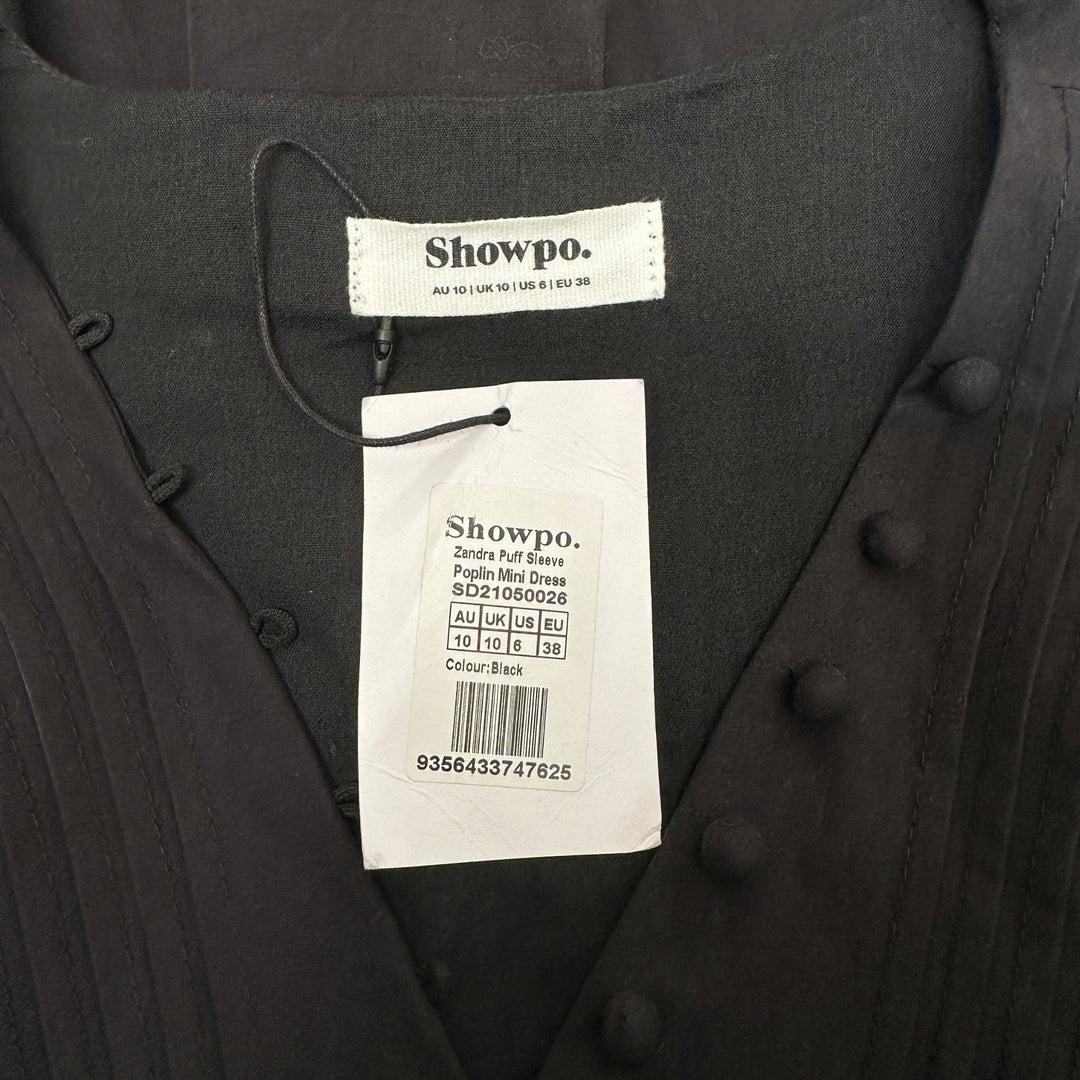 Showpo.
AU 10 | UK 10 | US 6 | EU 38
Showpo.
Zandra Puff Sleeve
Poplin Mini Dress
SD21050026
AU UK US EU
10 10 6 38
Colour:Black
9356433747625